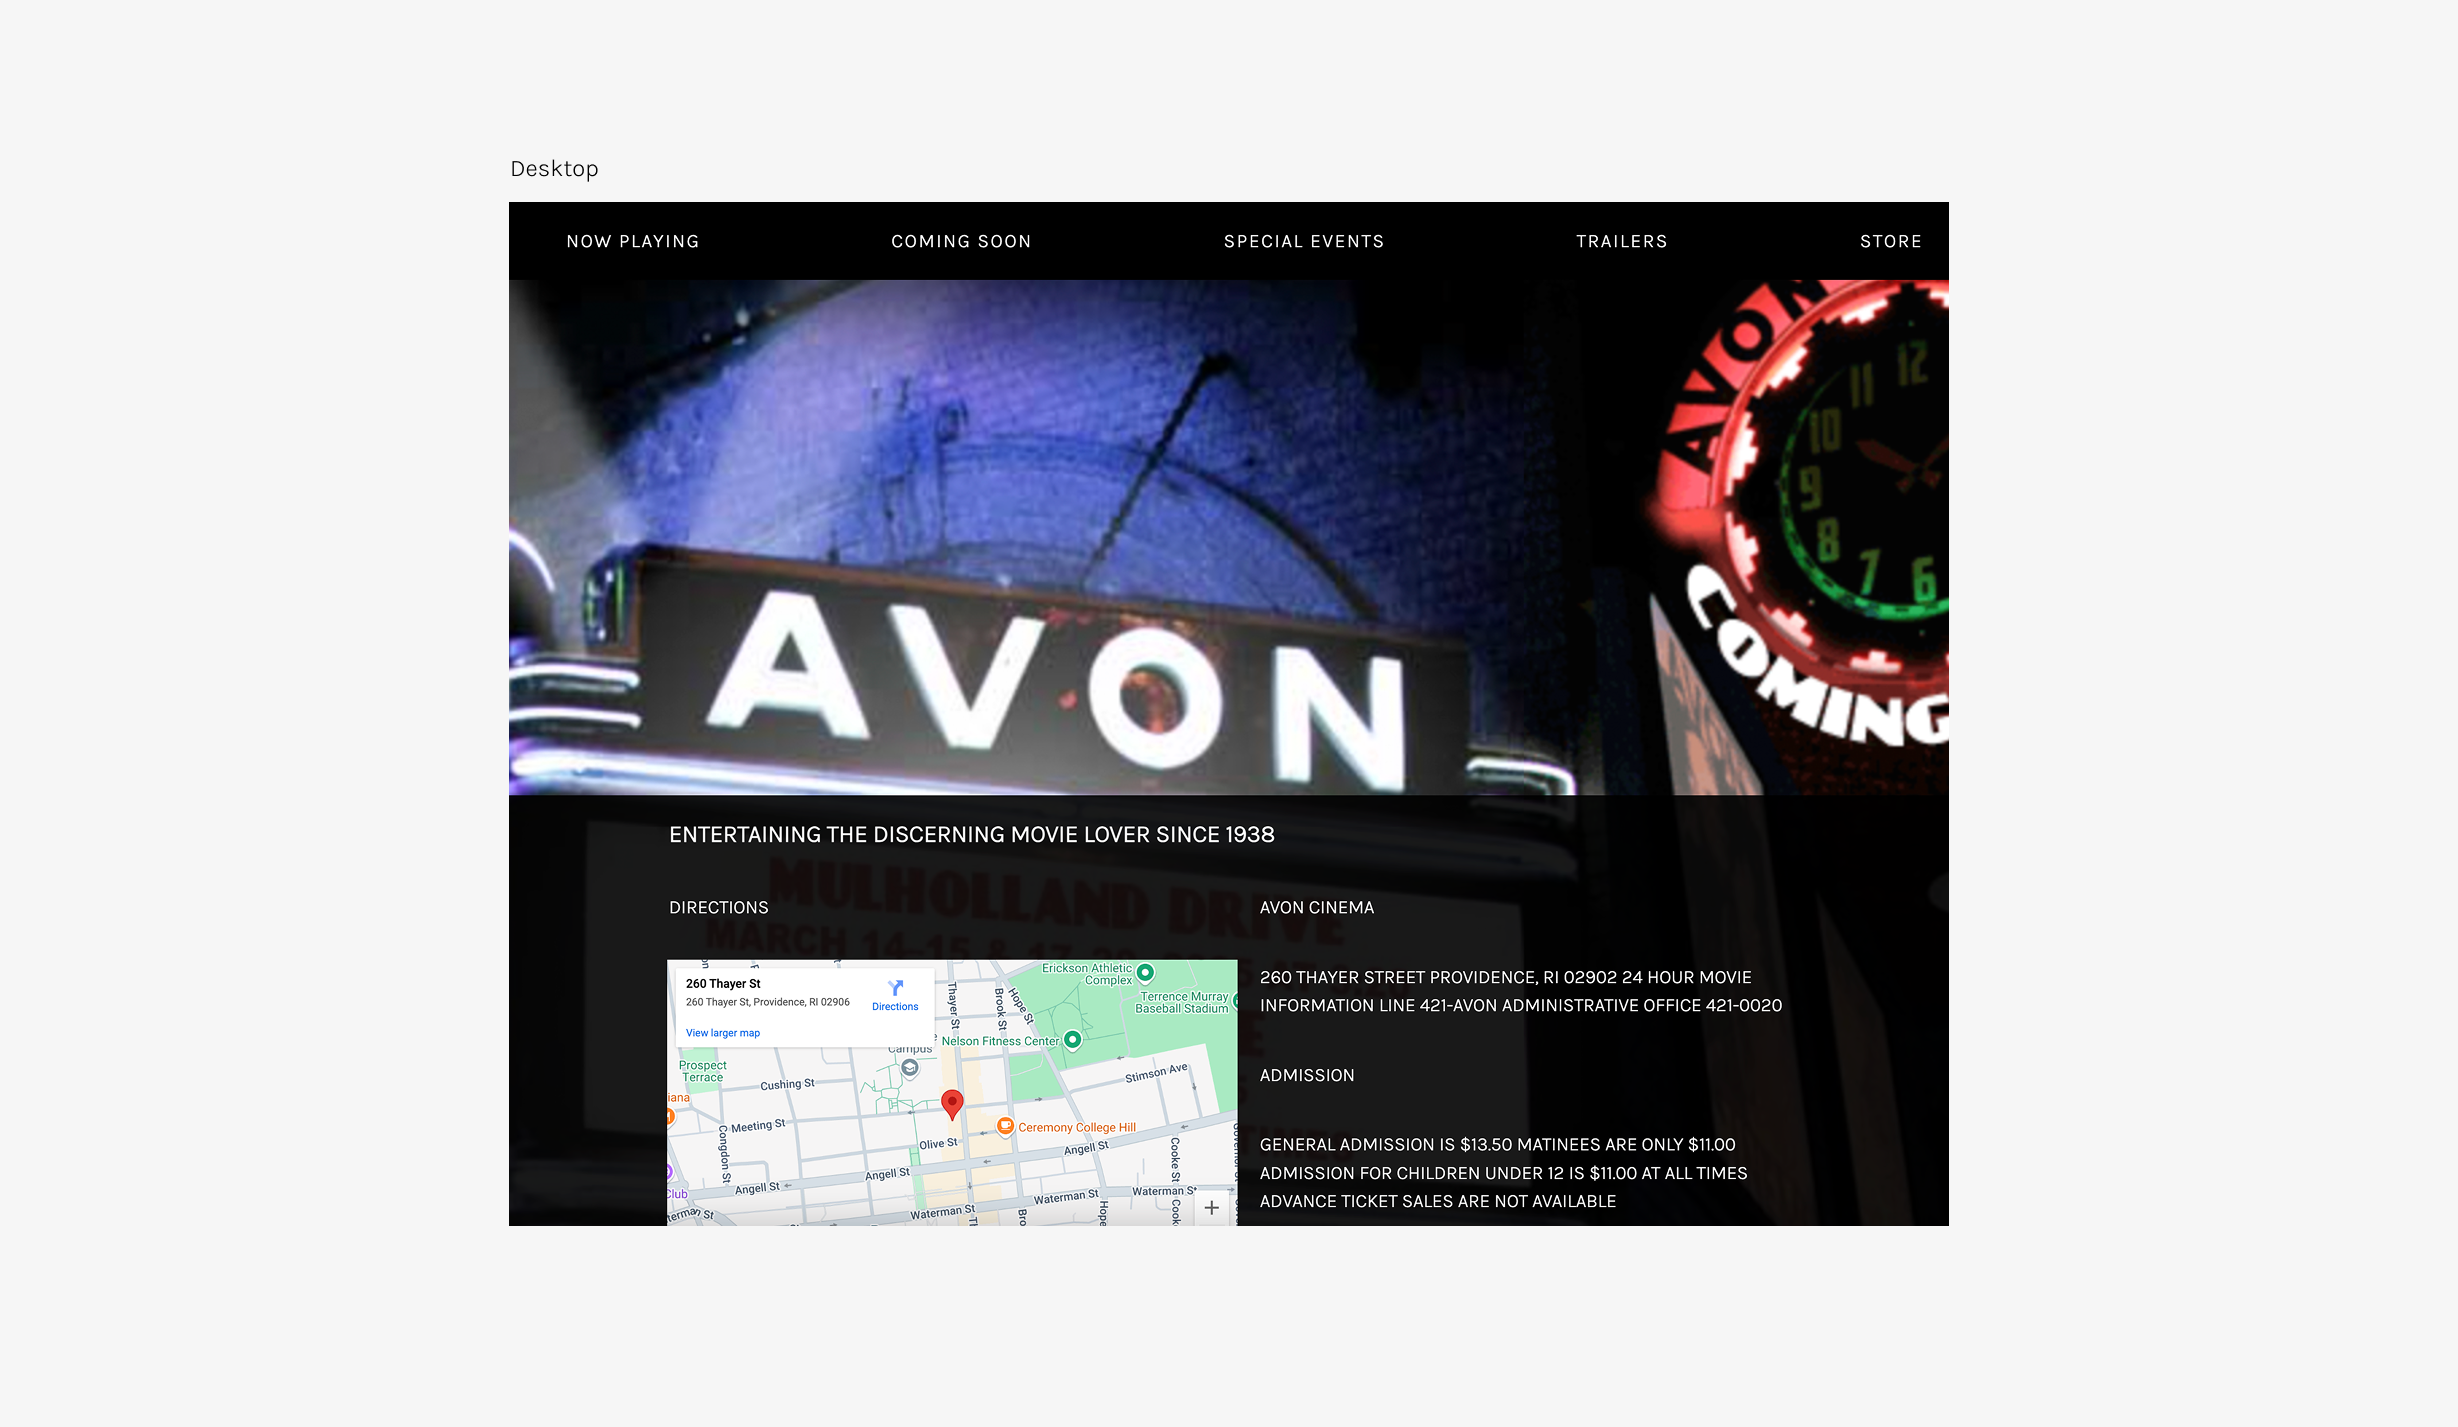 Desktop
NOW PLAYING
COMING SOON
SPECIAL EVENTS
TRAILERS
STORE
AVON
12
11
10
9
8
7
6
COMING
AVON
ENTERTAINING THE DISCERNING MOVIE LOVER SINCE 1938
MULHOLLAND DRIVE
MARCH 14-15 &
DIRECTIONS
260 Thayer St
260 Thayer St, Providence, RI 02906
Directions
View larger map
Erickson Athletic
Complex
Terrence Murray
Baseball Stadium
Nelson Fitness Center
Campus
Prospect
Terrace
Cushing St
Stimson Ave
Thayer St
Brook St
Hope St
iana
Meeting St
Congdon St
Ceremony College Hill
Olive St
Angell St
Angell St
Angell St
Cooke St
Club
Waterman St
Waterman St
Waterman St
terman St
Th
Bro
Hope
Cook
AVON CINEMA
260 THAYER STREET PROVIDENCE, RI 02902 24 HOUR MOVIE
INFORMATION LINE 421-AVON ADMINISTRATIVE OFFICE 421-0020
ADMISSION
GENERAL ADMISSION IS $13.50 MATINEES ARE ONLY $11.00
ADMISSION FOR CHILDREN UNDER 12 IS $11.00 AT ALL TIMES
ADVANCE TICKET SALES ARE NOT AVAILABLE